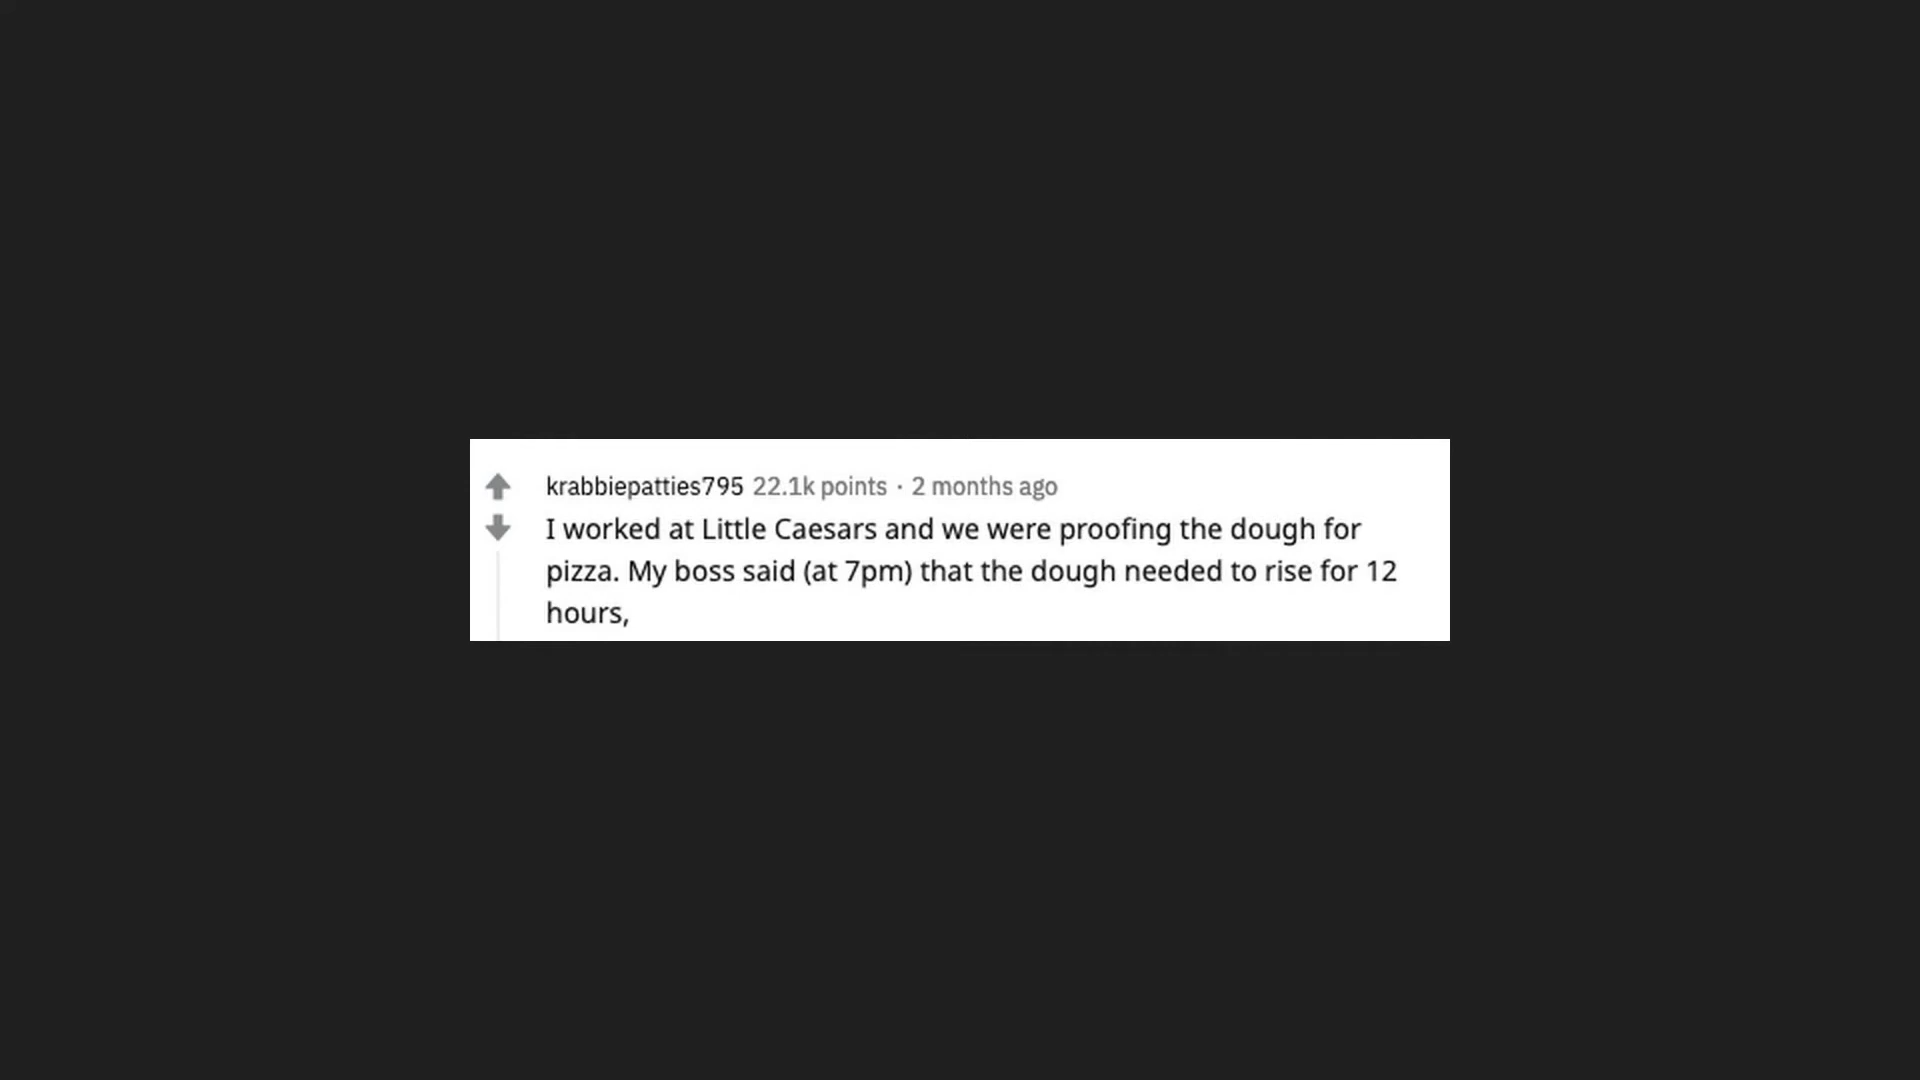 krabbiepatties795 22.1k points · 2 months ago
I worked at Little Caesars and we were proofing the dough for
pizza. My boss said (at 7pm) that the dough needed to rise for 12
hours,